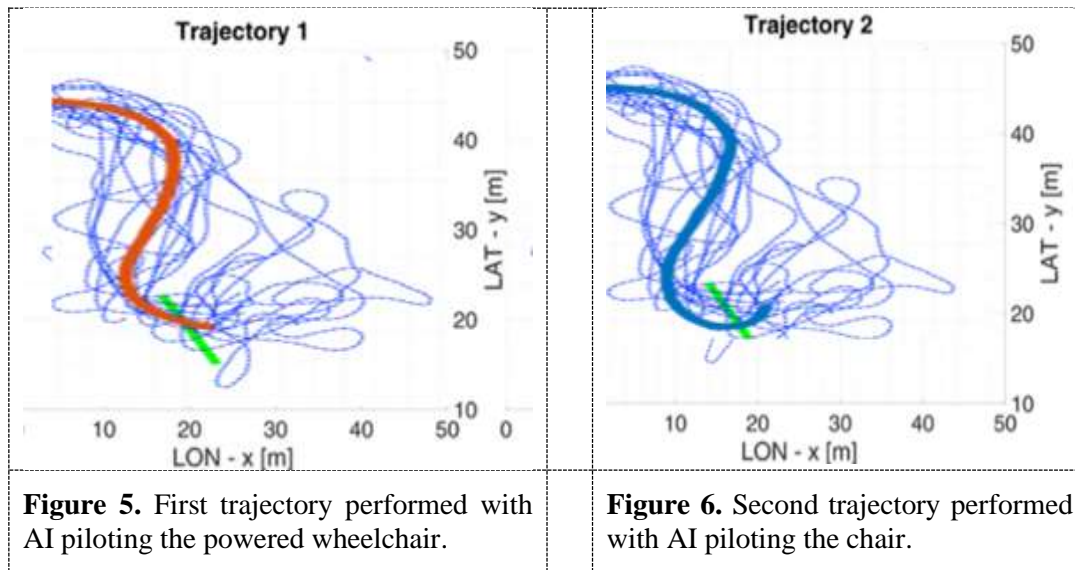 Trajectory 1
50
40
30
20
10
LAT - y [m]
10 20 30 40 50 0
LON - x [m]
Trajectory 2
50
40
30
20
10
LAT - y [m]
10 20 30 40 50
LON - x [m]
Figure 5. First trajectory performed with
AI piloting the powered wheelchair.
Figure 6. Second trajectory performed
with AI piloting the chair.